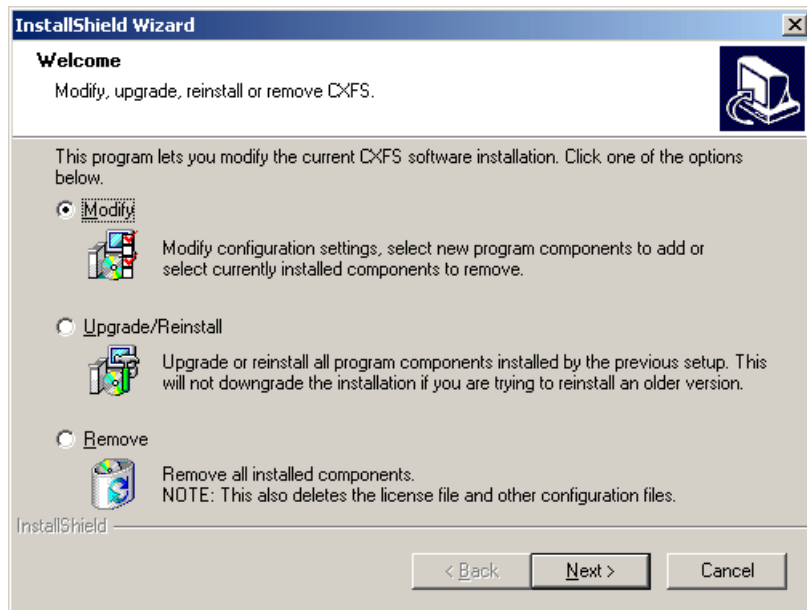 InstallShield Wizard
Welcome
Modify, upgrade, reinstall or remove CXFS.
This program lets you modify the current CXFS software installation. Click one of the options
below.
Modify
Modify configuration settings, select new program components to add or
select currently installed components to remove.
Upgrade/Reinstall
Upgrade or reinstall all program components installed by the previous setup. This
will not downgrade the installation if you are trying to reinstall an older version.
Remove
Remove all installed components.
NOTE: This also deletes the license file and other configuration files.
InstallShield
< Back
Next >
Cancel